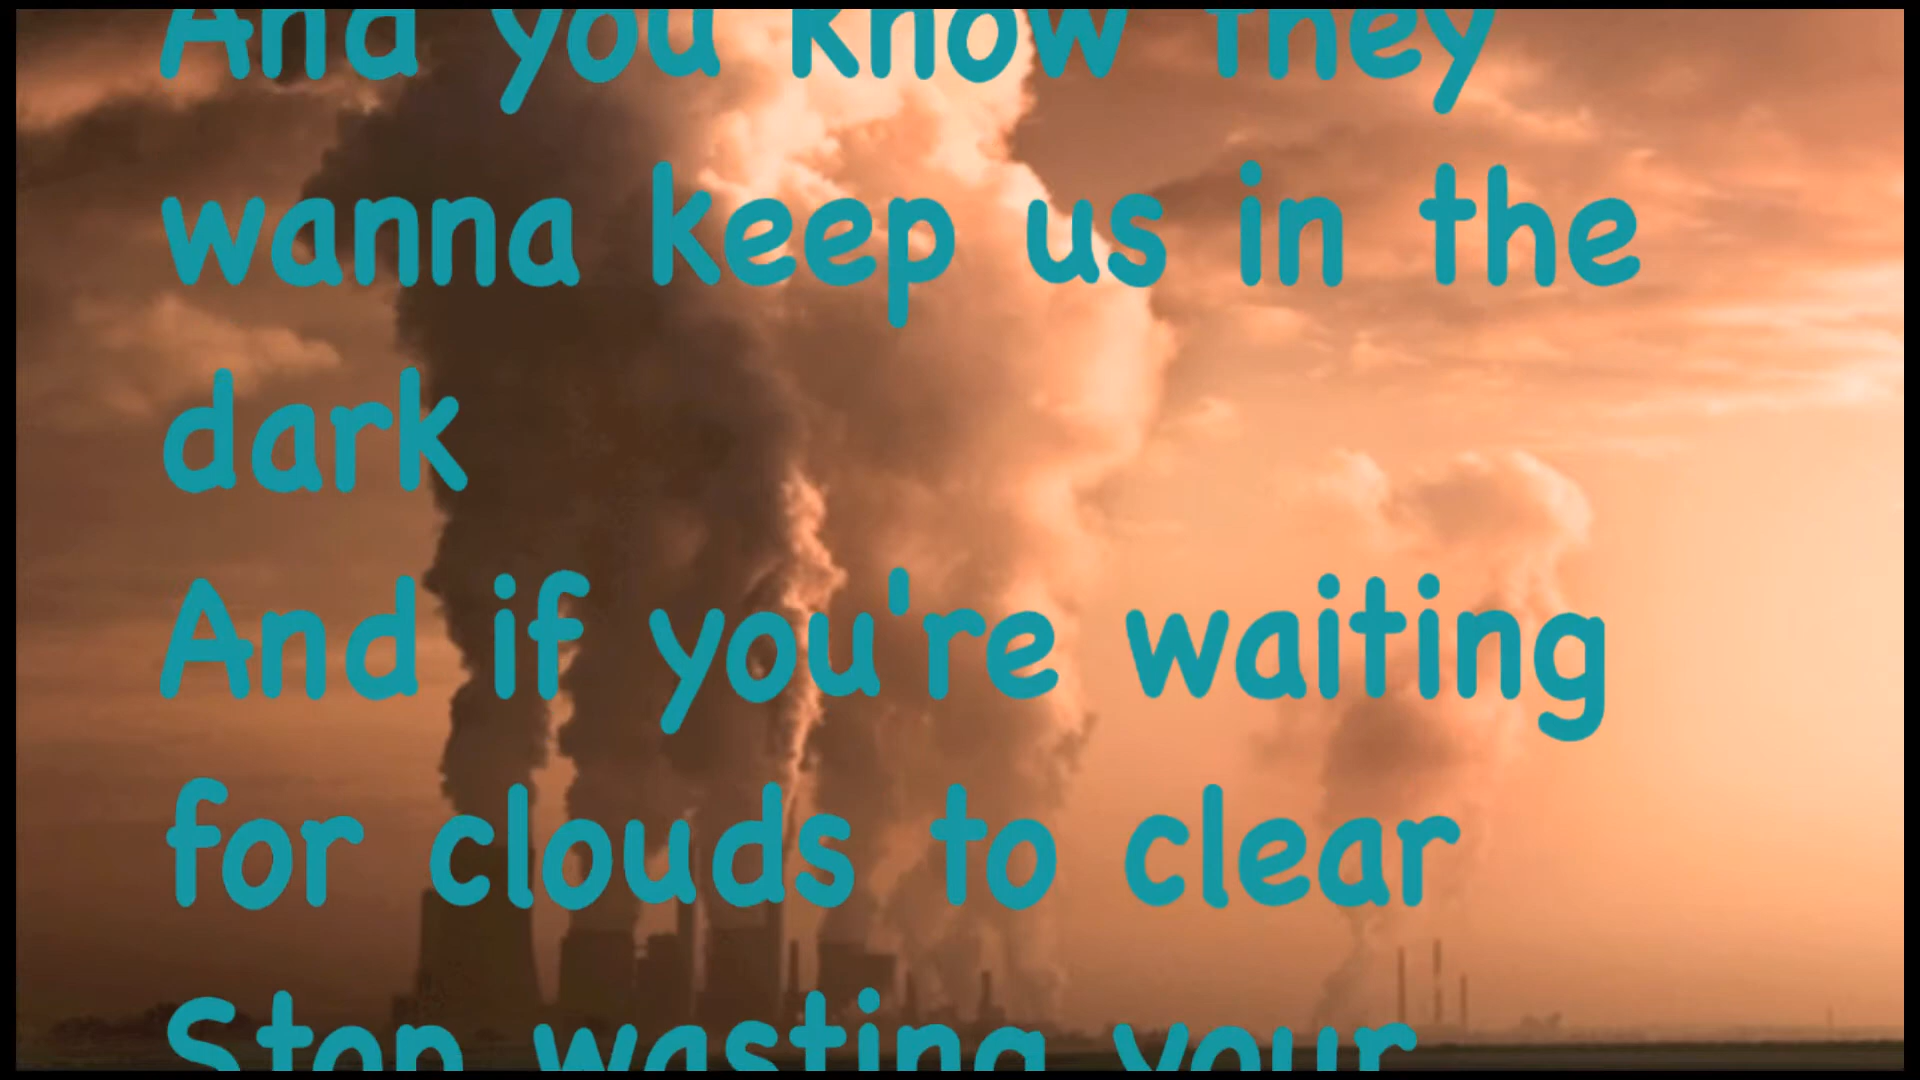 And you know they
wanna keep us in the
dark
And if you're waiting
for clouds to clear
Stop wasting your